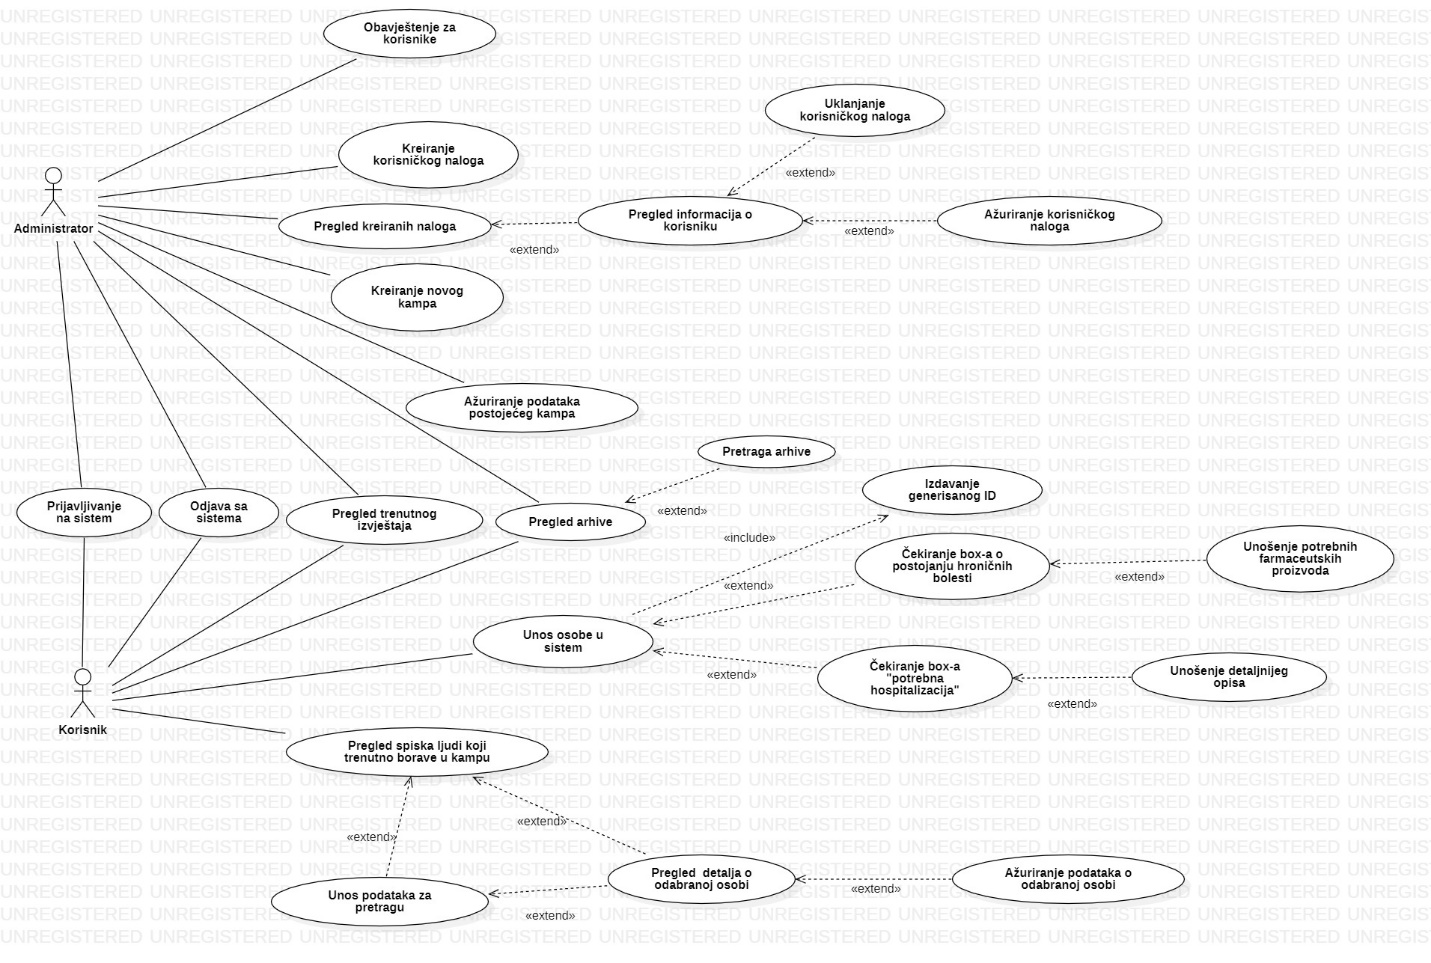 Obavještenje za
korisnike
Uklanjanje
korisničkog naloga
Kreiranje
korisničkog naloga
«extend»
Administrator
Pregled kreiranih naloga
«extend»
Pregled informacija o
korisniku
«extend»
Ažuriranje korisničkog
naloga
Kreiranje novog
kampa
Ažuriranje podataka
postojećeg kampa
Pretraga arhive
«extend»
Izdavanje
generisanog ID
Prijavljivanje
na sistem
Odjava sa
sistema
Pregled trenutnog
izvještaja
Pregled arhive
«include»
Čekiranje box-a o
postojanju hroničnih
bolesti
«extend»
Unošenje potrebnih
farmaceutskih
proizvoda
«extend»
Unos osobe u
sistem
«extend»
Čekiranje box-a
"potrebna
hospitalizacija"
«extend»
Unošenje detaljnijeg
opisa
Korisnik
Pregled spiska ljudi koji
trenutno borave u kampu
«extend»
«extend»
Unos podataka za
pretragu
«extend»
Pregled  detalja o
odabranoj osobi
«extend»
Ažuriranje podataka o
odabranoj osobi
UNREGISTERED